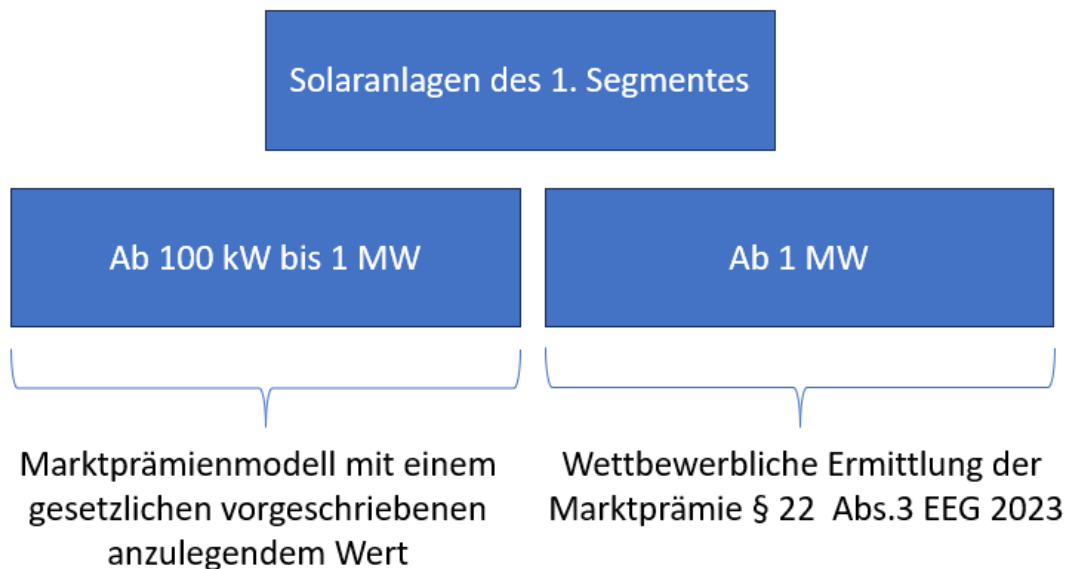 Solaranlagen des 1. Segmentes
Ab 100 kW bis 1 MW
Ab 1 MW
Marktprämienmodell mit einem
gesetzlichen vorgeschriebenen
anzulegendem Wert
Wettbewerbliche Ermittlung der
Marktprämie § 22  Abs.3 EEG 2023